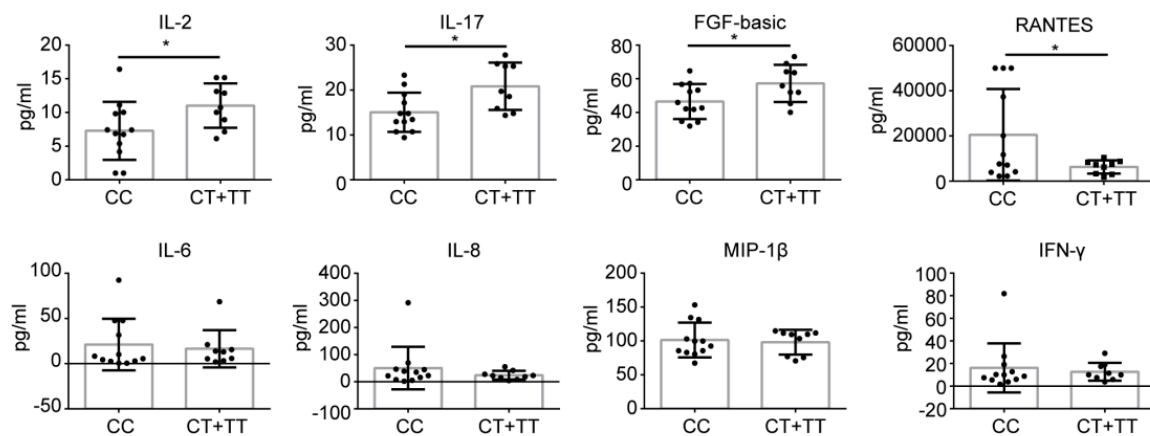 IL-2
IL-17
FGF-basic
RANTES
*
*
*
*
pg/ml
20
15
10
5
0
CC
CT+TT
pg/ml
30
20
10
0
CC
CT+TT
pg/ml
80
60
40
20
0
CC
CT+TT
pg/ml
60000
40000
20000
0
CC
CT+TT
IL-6
IL-8
MIP-1β
IFN-γ
pg/ml
100
50
0
-50
CC
CT+TT
pg/ml
400
300
200
100
0
-100
CC
CT+TT
pg/ml
200
150
100
50
0
CC
CT+TT
pg/ml
100
80
60
40
20
0
-20
CC
CT+TT